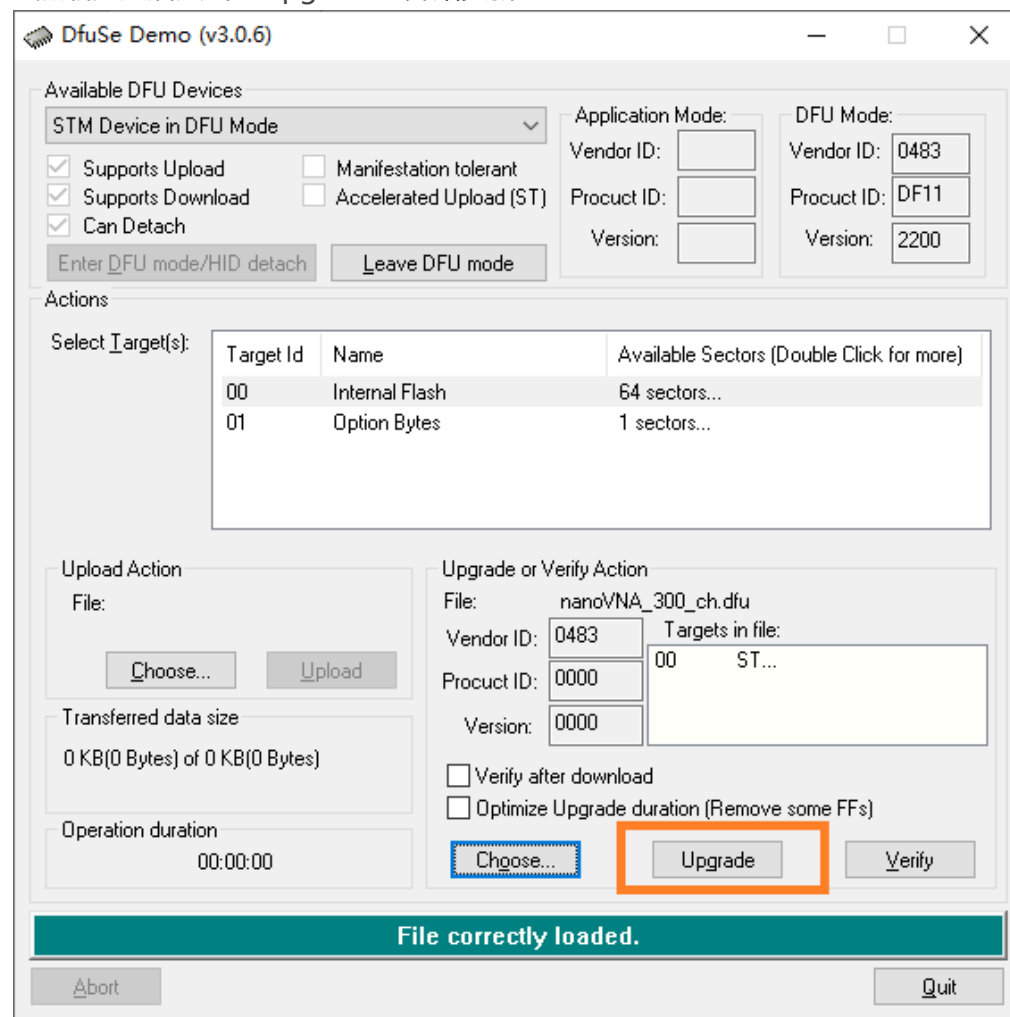 DfuSe Demo (v3.0.6)
Available DFU Devices
STM Device in DFU Mode
Supports Upload
Manifestation tolerant
Supports Download
Accelerated Upload (ST)
Can Detach
Enter DFU mode/HID detach
Leave DFU mode
Application Mode:
Vendor ID:
Procuct ID:
Version:
DFU Mode:
Vendor ID: 0483
Procuct ID: DF11
Version: 2200
Actions
Select Target(s):
Target Id Name Available Sectors (Double Click for more)
00 Internal Flash 64 sectors...
01 Option Bytes 1 sectors...
Upload Action
File:
Choose...
Upload
Transferred data size
0 KB(0 Bytes) of 0 KB(0 Bytes)
Operation duration
00:00:00
Upgrade or Verify Action
File: nanoVNA_300_ch.dfu
Vendor ID: 0483
Procuct ID: 0000
Version: 0000
Targets in file:
00 ST...
Verify after download
Optimize Upgrade duration (Remove some FFs)
Choose...
Upgrade
Verify
File correctly loaded.
Abort
Quit